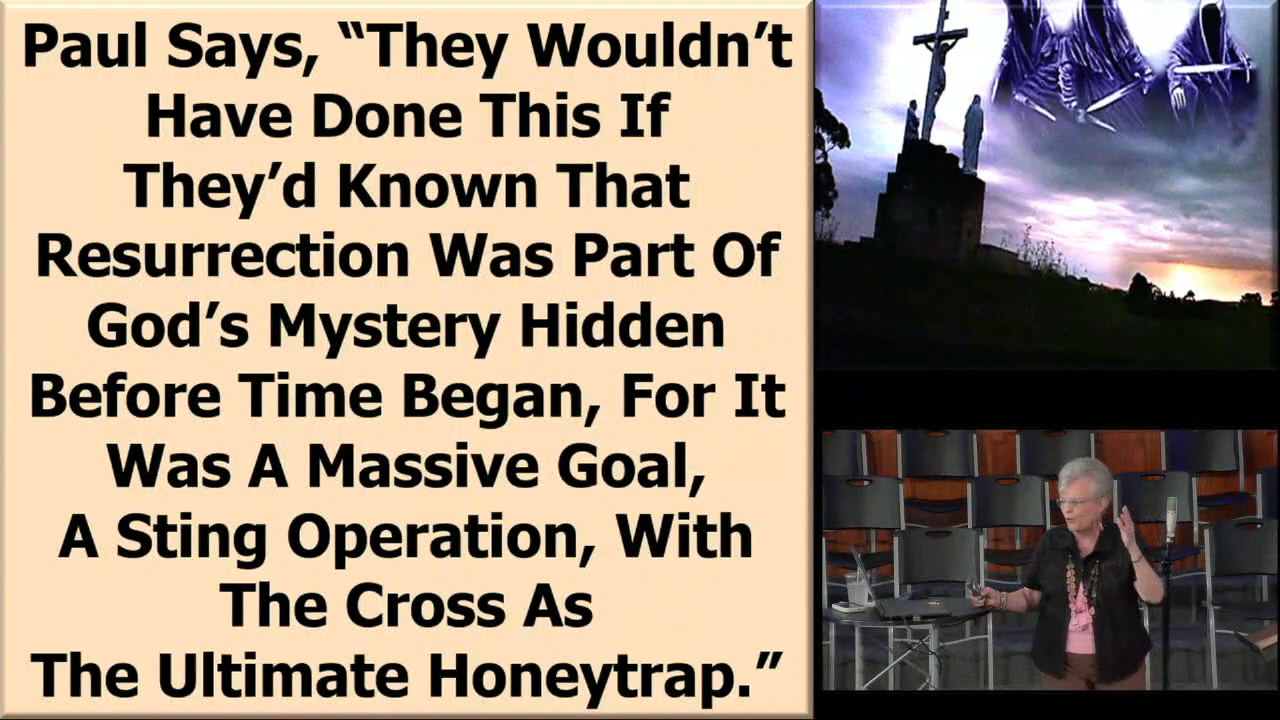 Paul Says, “They Wouldn’t
Have Done This If
They’d Known That
Resurrection Was Part Of
God’s Mystery Hidden
Before Time Began, For It
Was A Massive Goal,
A Sting Operation, With
The Cross As
The Ultimate Honeytrap.”